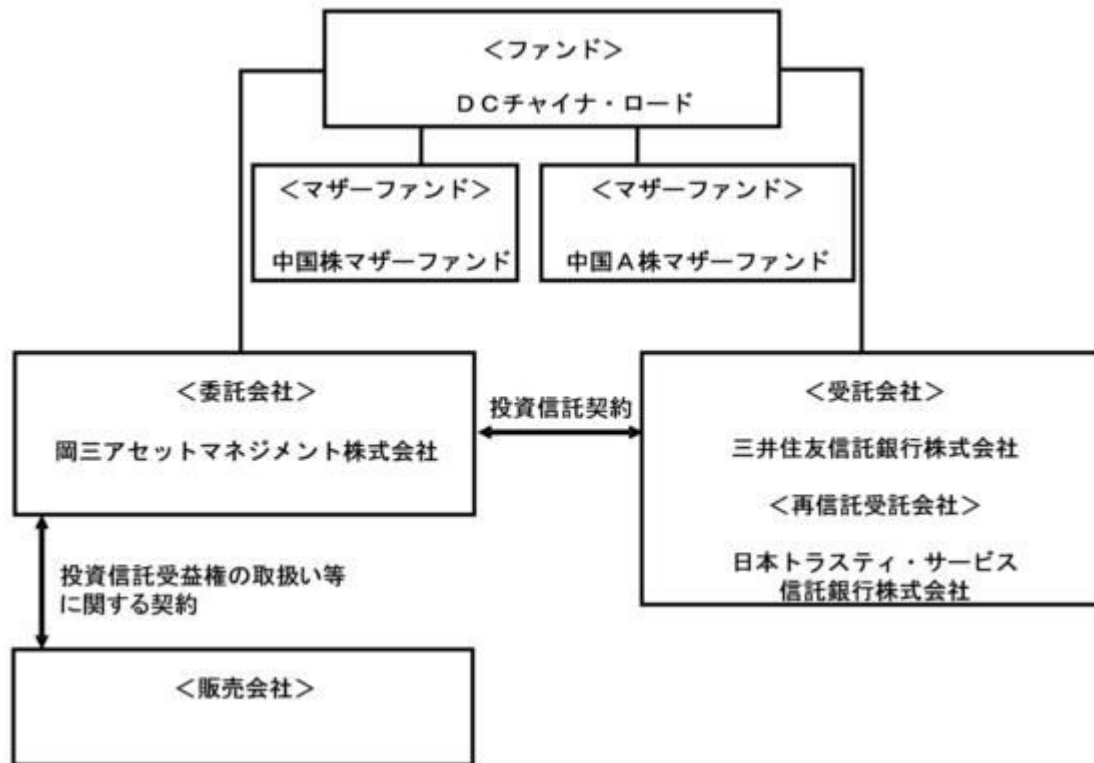 ＜ファンド＞
ＤＣチャイナ・ロード
＜マザーファンド＞
中国株マザーファンド
＜マザーファンド＞
中国Ａ株マザーファンド
＜委託会社＞
岡三アセットマネジメント株式会社
投資信託契約
＜受託会社＞
三井住友信託銀行株式会社
＜再信託受託会社＞
日本トラスティ・サービス
信託銀行株式会社
投資信託受益権の取扱い等
に関する契約
＜販売会社＞